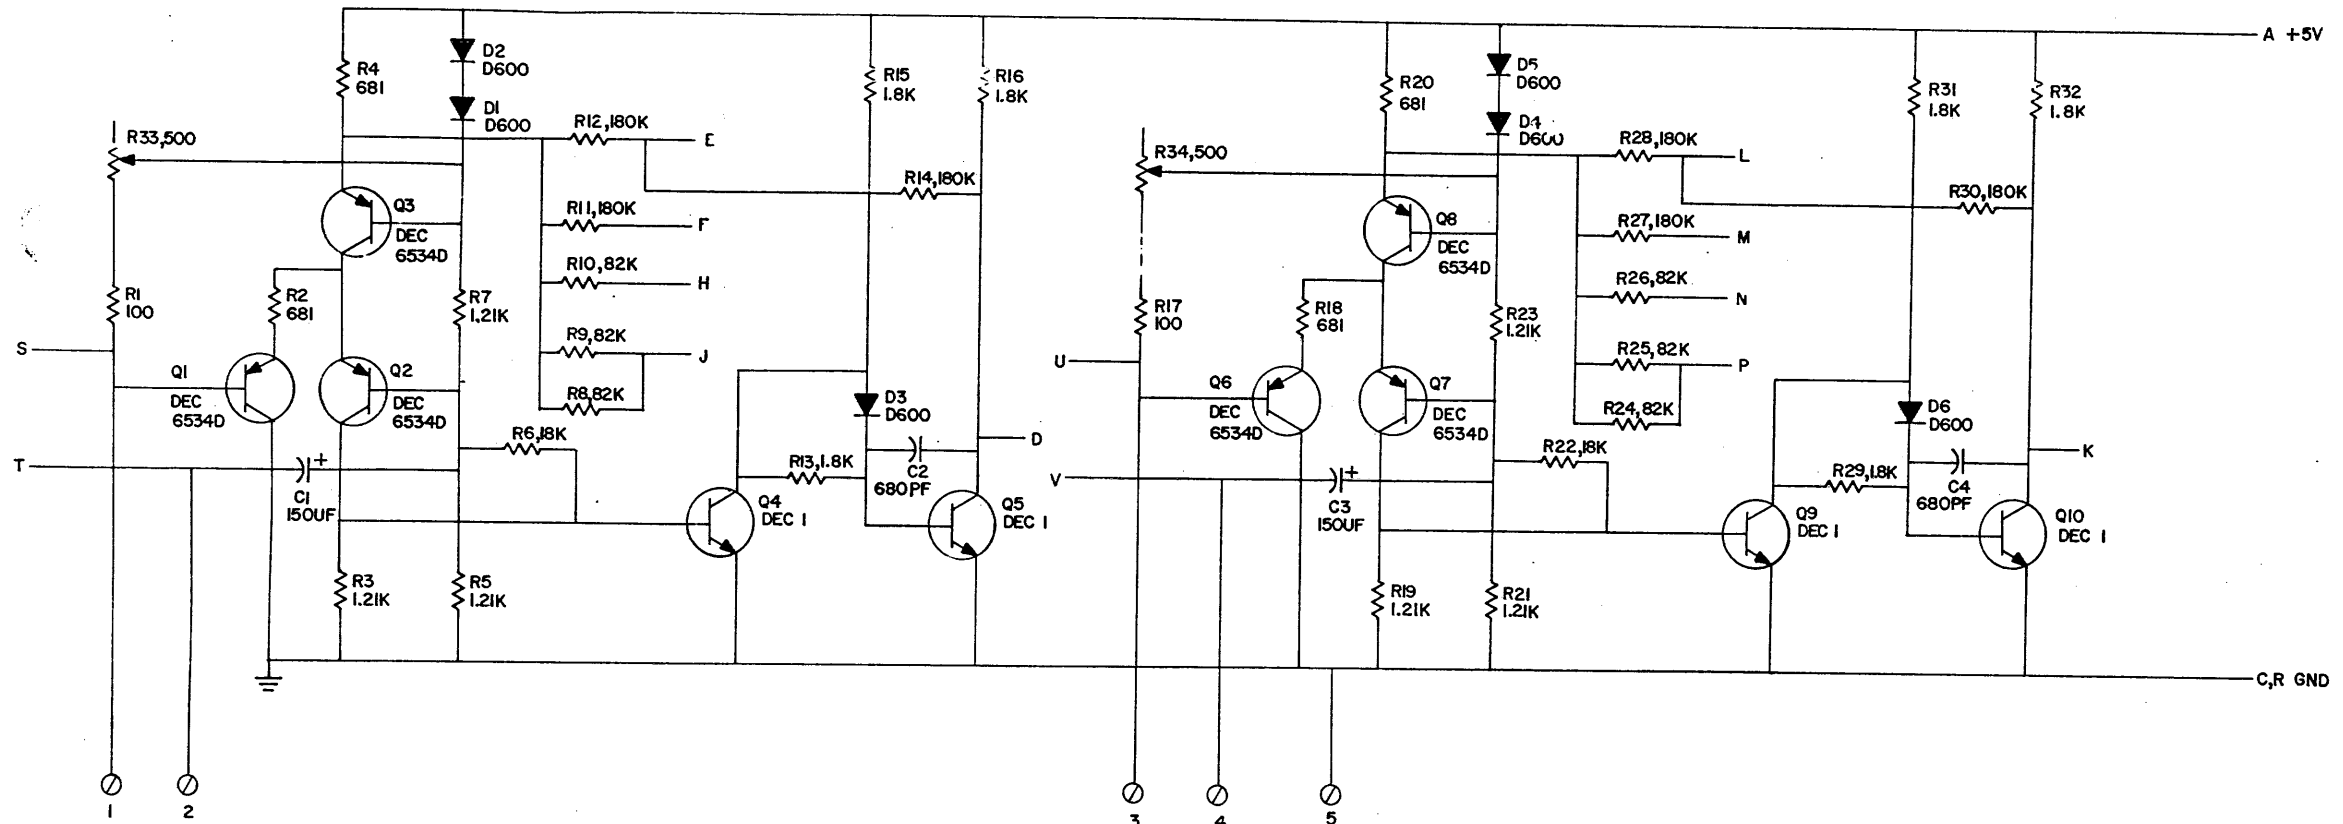 A +5V
R4
681
D2
D600
D1
D600
R33,500
R12,180K
E
R15
1.8K
R16
1.8K
R14,180K
Q3
DEC
6534D
R11,180K
F
R10,82K
H
R1
100
R2
681
R7
1.21K
R9,82K
J
R8,82K
S
Q1
DEC
6534D
Q2
DEC
6534D
D3
D600
R6,18K
D
T
C1
150UF
+
R13,1.8K
C2
680PF
Q4
DEC 1
Q5
DEC 1
R3
1.21K
R5
1.21K
1
2
R20
681
D5
D600
D4
D600
R34,500
R28,180K
L
R31
1.8K
R32
1.8K
R30,180K
Q8
DEC
6534D
R27,180K
M
R26,82K
N
R17
100
R18
681
R23
1.21K
R25,82K
P
R24,82K
U
Q6
DEC
6534D
Q7
DEC
6534D
D6
D600
R22,18K
K
V
C3
150UF
+
R29,1.8K
C4
680PF
Q9
DEC 1
Q10
DEC 1
R19
1.21K
R21
1.21K
C,R GND
3
4
5